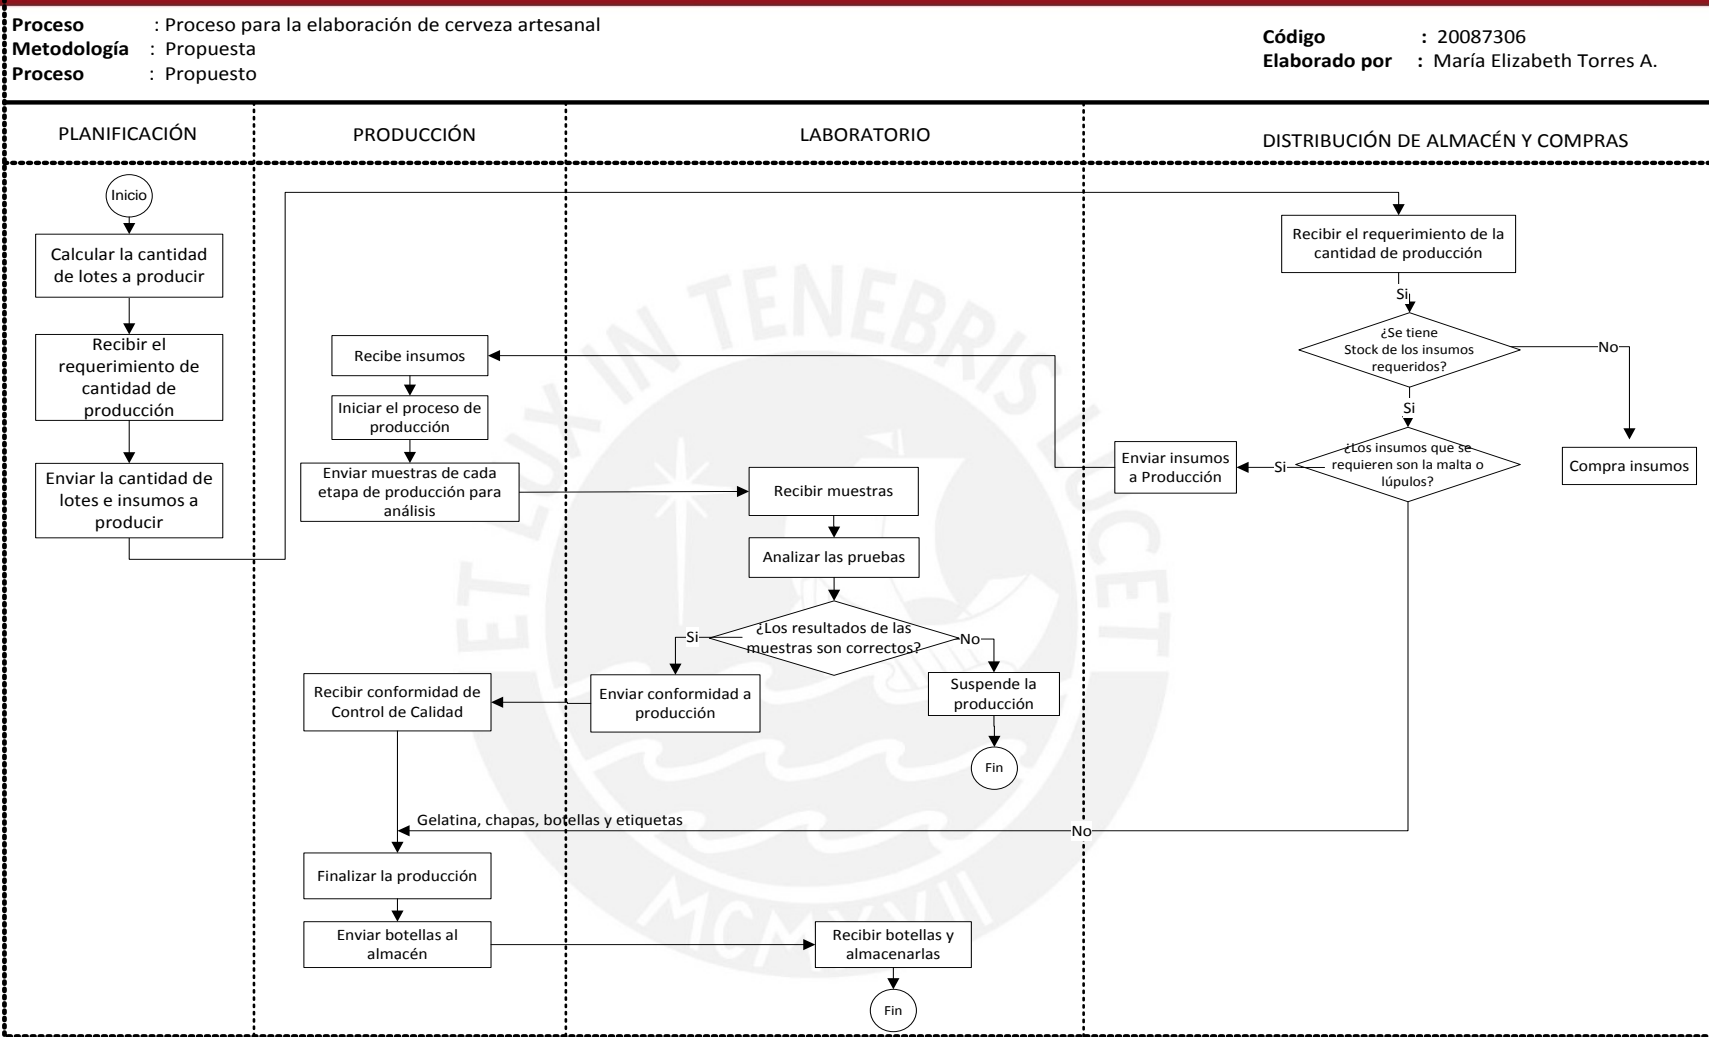 Proceso : Proceso para la elaboración de cerveza artesanal
Metodología : Propuesta
Proceso : Propuesto
Código : 20087306
Elaborado por : María Elizabeth Torres A.
PLANIFICACIÓN
PRODUCCIÓN
LABORATORIO
DISTRIBUCIÓN DE ALMACÉN Y COMPRAS
Inicio
Calcular la cantidad
de lotes a producir
Recibir el
requerimiento de
cantidad de
producción
Enviar la cantidad de
lotes e insumos a
producir
Recibir el requerimiento de la
cantidad de producción
Si
¿Se tiene
Stock de los insumos
requeridos?
No
Compra insumos
Si
¿Los insumos que se
requieren son la malta o
lúpulos?
Si
Enviar insumos
a Producción
Recibe insumos
Iniciar el proceso de
producción
Enviar muestras de cada
etapa de producción para
análisis
Recibir muestras
Analizar las pruebas
¿Los resultados de las
muestras son correctos?
Si
No
Enviar conformidad a
producción
Suspende la
producción
Fin
Recibir conformidad de
Control de Calidad
Gelatina, chapas, botellas y etiquetas
No
Finalizar la producción
Enviar botellas al
almacén
Recibir botellas y
almacenarlas
Fin
ET LUX IN TENEBRIS LUCET
MCMXVII